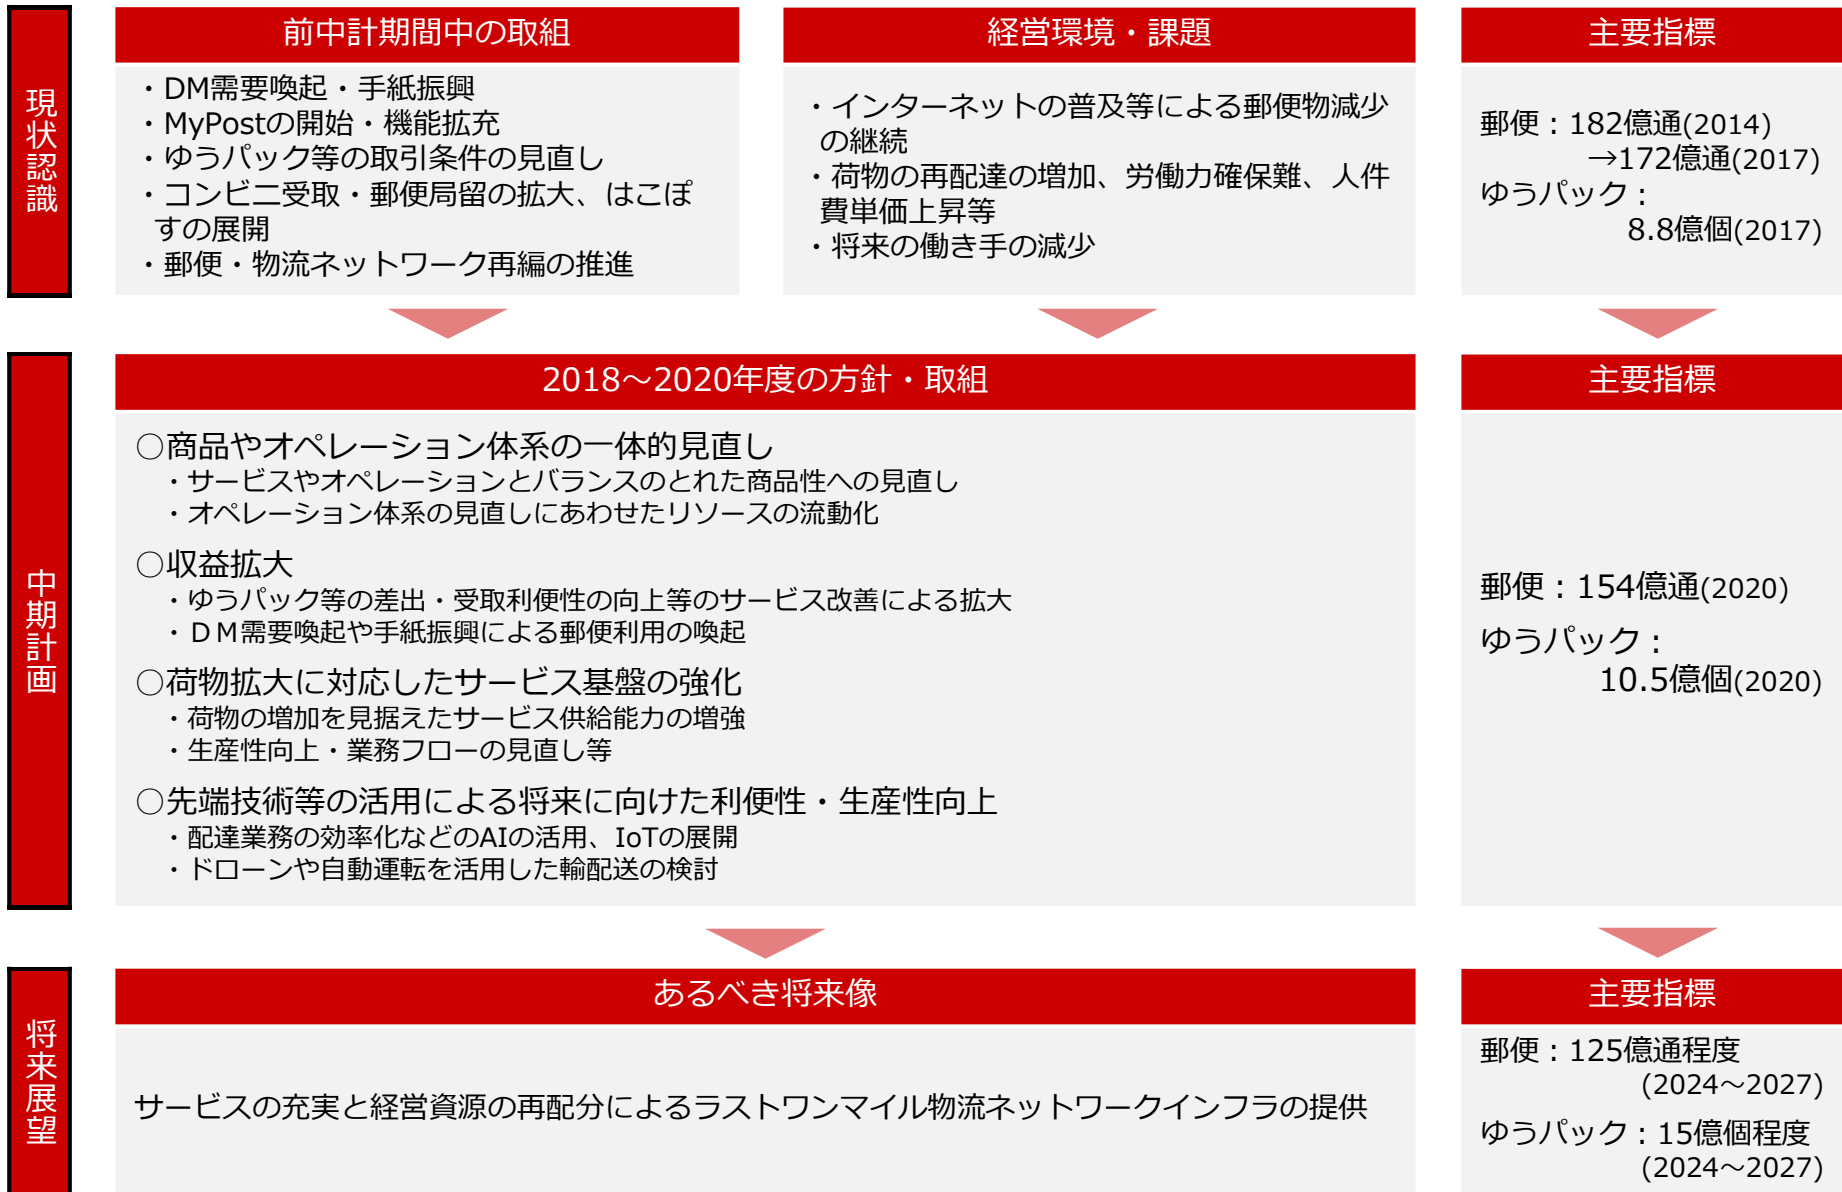 現状認識
前中計期間中の取組
・DM需要喚起・手紙振興
・MyPostの開始・機能拡充
・ゆうパック等の取引条件の見直し
・コンビニ受取・郵便局留の拡大、はこぽ
すの展開
・郵便・物流ネットワーク再編の推進
経営環境・課題
・インターネットの普及等による郵便物減少
の継続
・荷物の再配達の増加、労働力確保難、人件
費単価上昇等
・将来の働き手の減少
主要指標
郵便：182億通(2014)
→172億通(2017)
ゆうパック：
8.8億個(2017)
中期計画
2018～2020年度の方針・取組
○商品やオペレーション体系の一体的見直し
・サービスやオペレーションとバランスのとれた商品性への見直し
・オペレーション体系の見直しにあわせたリソースの流動化
○収益拡大
・ゆうパック等の差出・受取利便性の向上等のサービス改善による拡大
・ＤＭ需要喚起や手紙振興による郵便利用の喚起
○荷物拡大に対応したサービス基盤の強化
・荷物の増加を見据えたサービス供給能力の増強
・生産性向上・業務フローの見直し等
○先端技術等の活用による将来に向けた利便性・生産性向上
・配達業務の効率化などのAIの活用、IoTの展開
・ドローンや自動運転を活用した輸配送の検討
主要指標
郵便：154億通(2020)
ゆうパック：
10.5億個(2020)
将来展望
あるべき将来像
サービスの充実と経営資源の再配分によるラストワンマイル物流ネットワークインフラの提供
主要指標
郵便：125億通程度
(2024～2027)
ゆうパック：15億個程度
(2024～2027)